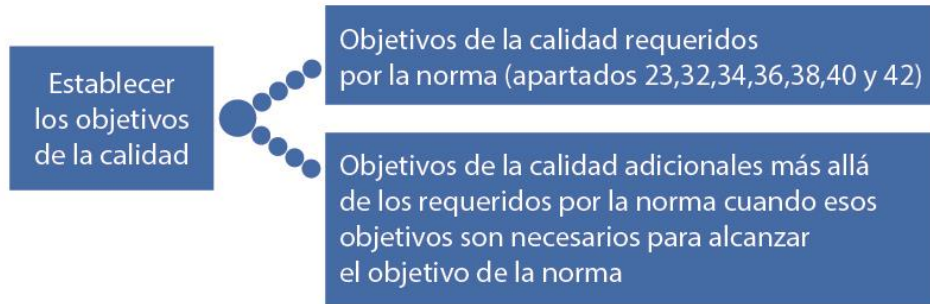 Establecer
los objetivos
de la calidad
Objetivos de la calidad requeridos
por la norma (apartados 23,32,34,36,38,40 y 42)
Objetivos de la calidad adicionales más allá
de los requeridos por la norma cuando esos
objetivos son necesarios para alcanzar
el objetivo de la norma